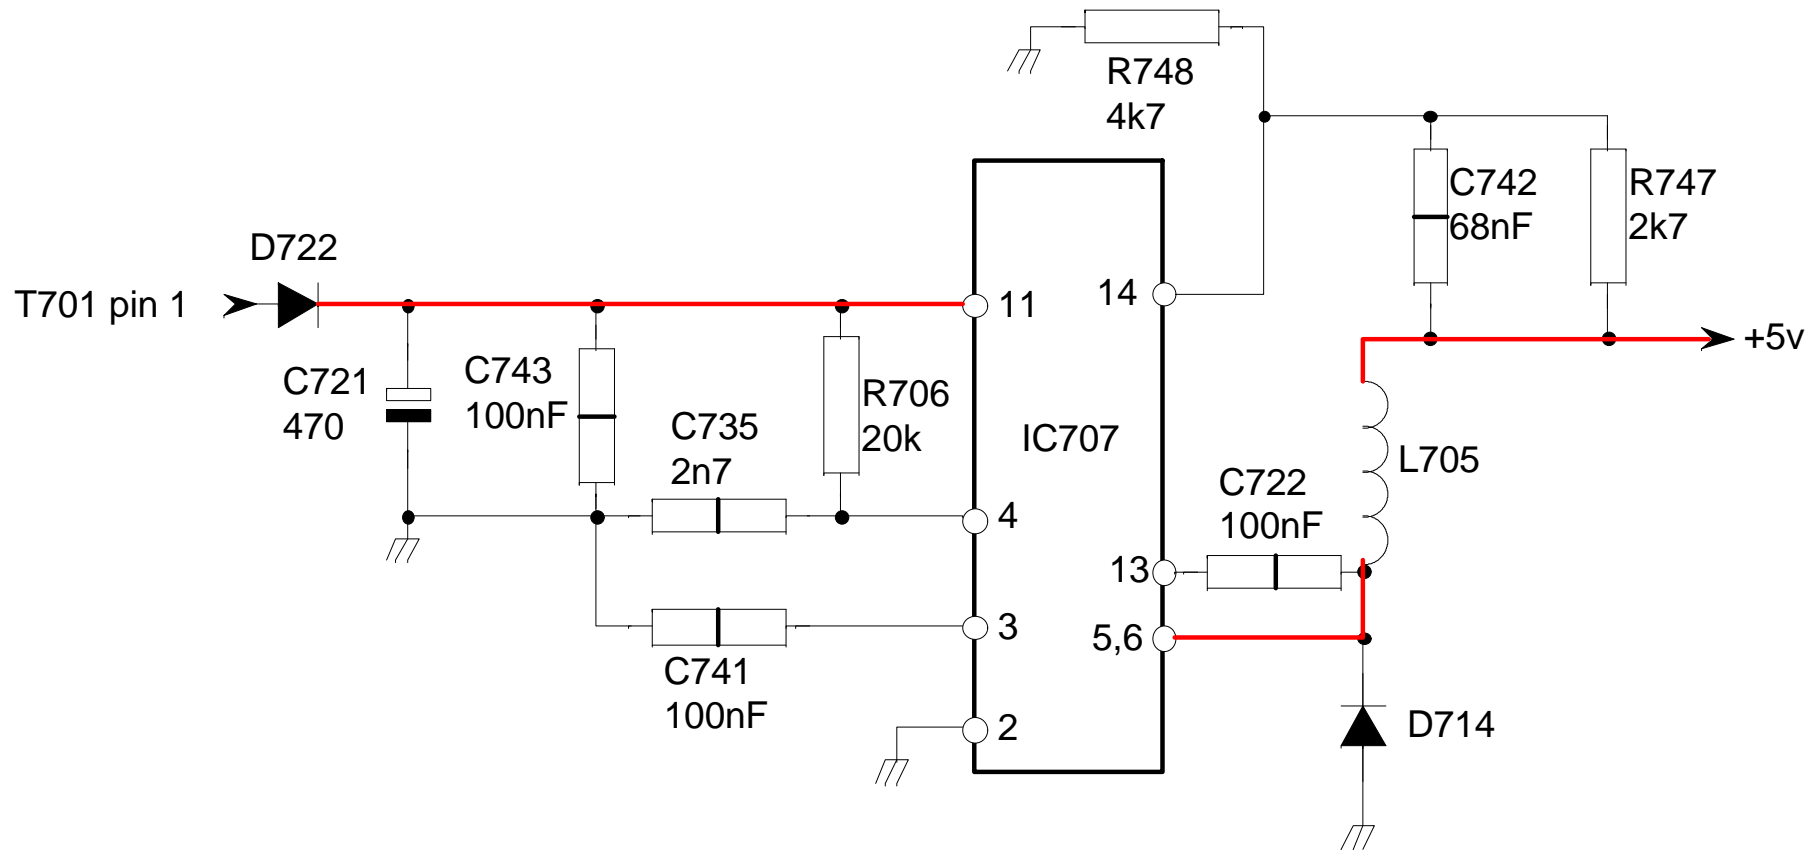 R748
4k7
C742
68nF
R747
2k7
D722
T701 pin 1
11
14
+5v
C721
470
C743
100nF
C735
2n7
R706
20k
IC707
L705
C722
100nF
4
13
3
5,6
C741
100nF
2
D714